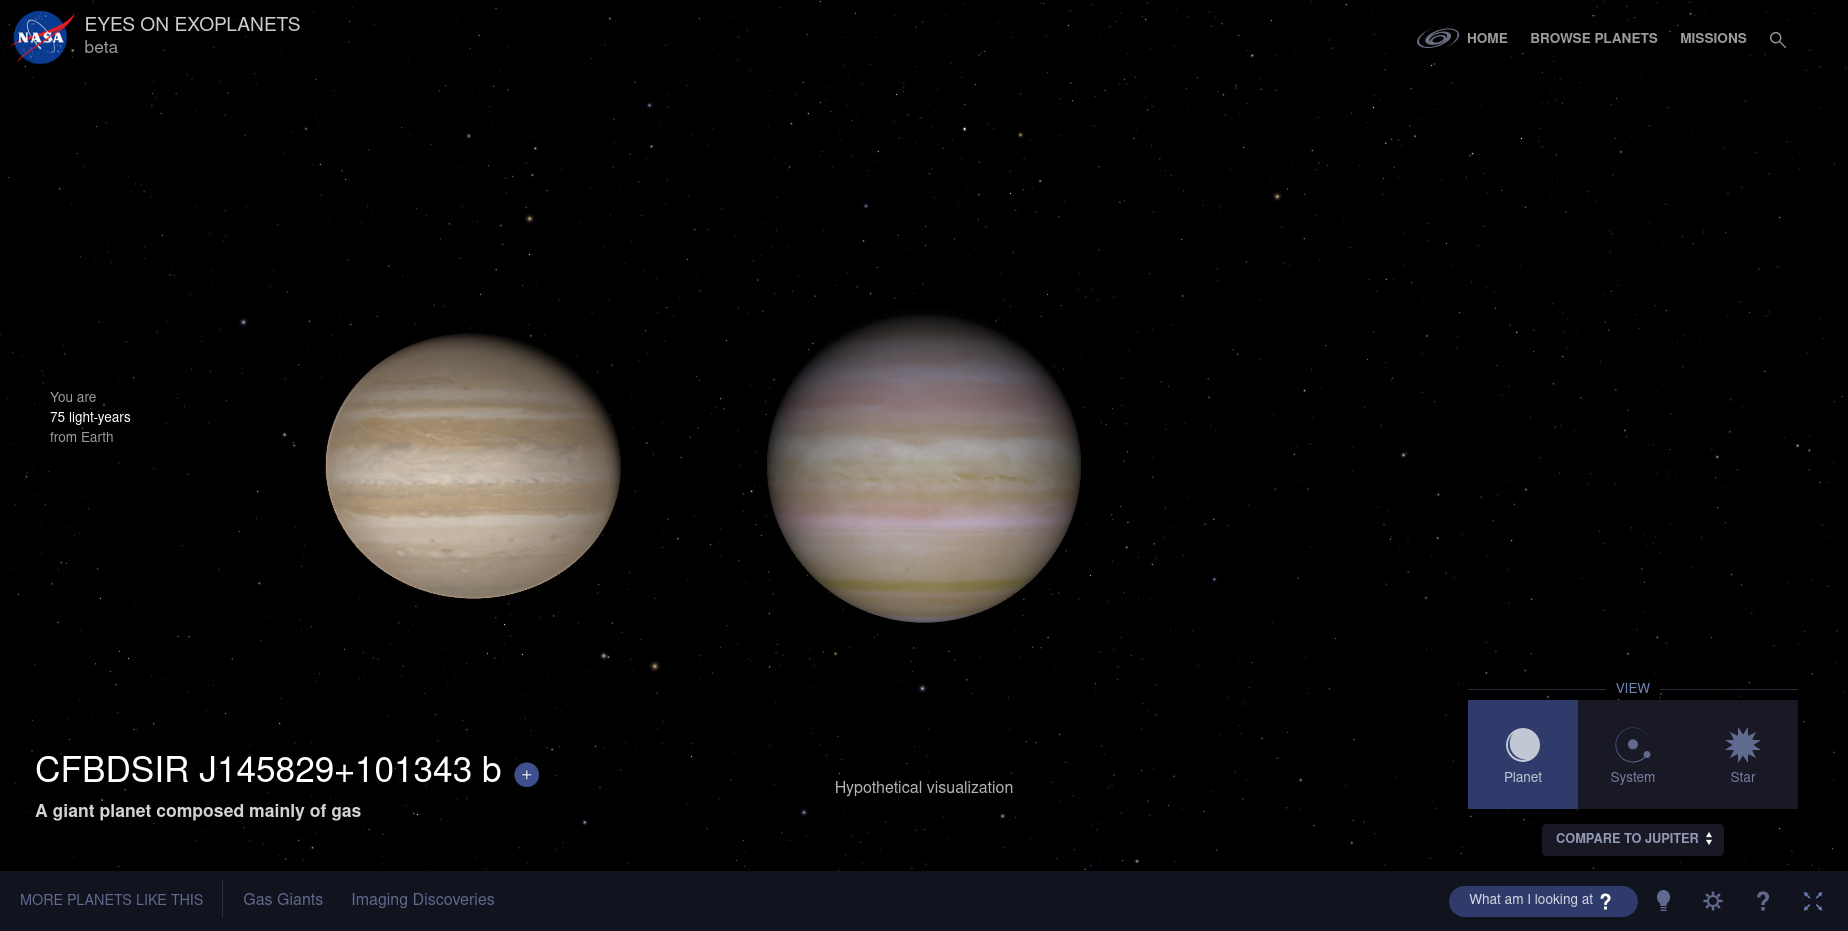 NASA
EYES ON EXOPLANETS
beta
HOME
BROWSE PLANETS
MISSIONS
You are
75 light-years
from Earth
VIEW
Planet
System
Star
COMPARE TO JUPITER
CFBDSIR J145829+101343 b +
A giant planet composed mainly of gas
Hypothetical visualization
MORE PLANETS LIKE THIS
Gas Giants
Imaging Discoveries
What am I looking at ?
?